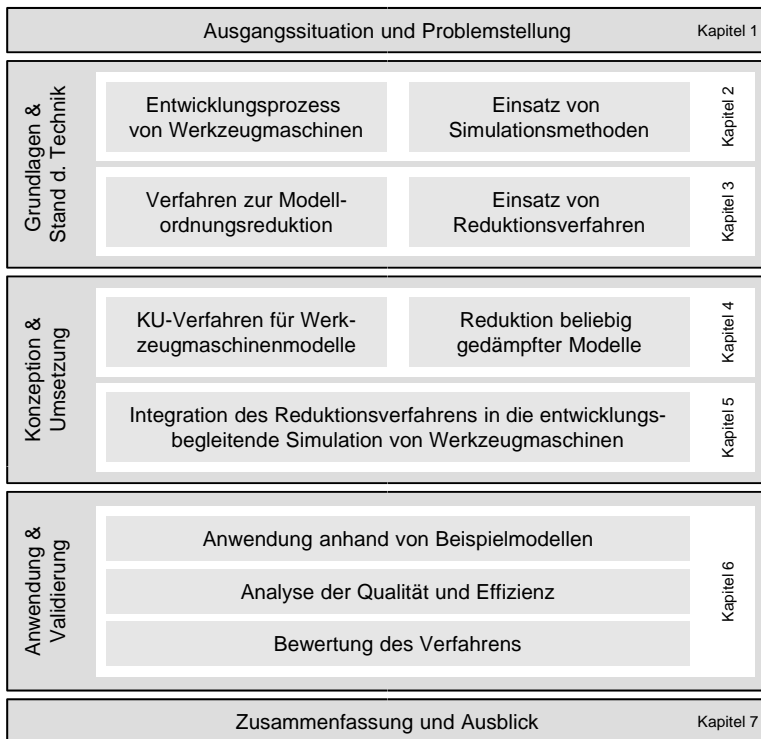 Ausgangssituation und Problemstellung
Kapitel 1
Grundlagen &
Stand d. Technik
Entwicklungsprozess
von Werkzeugmaschinen
Einsatz von
Simulationsmethoden
Kapitel 2
Verfahren zur Modell-
ordnungsreduktion
Einsatz von
Reduktionsverfahren
Kapitel 3
Konzeption &
Umsetzung
KU-Verfahren für Werk-
zeugmaschinenmodelle
Reduktion beliebig
gedämpfter Modelle
Kapitel 4
Integration des Reduktionsverfahrens in die entwicklungs-
begleitende Simulation von Werkzeugmaschinen
Kapitel 5
Anwendung &
Validierung
Anwendung anhand von Beispielmodellen
Analyse der Qualität und Effizienz
Bewertung des Verfahrens
Kapitel 6
Zusammenfassung und Ausblick
Kapitel 7